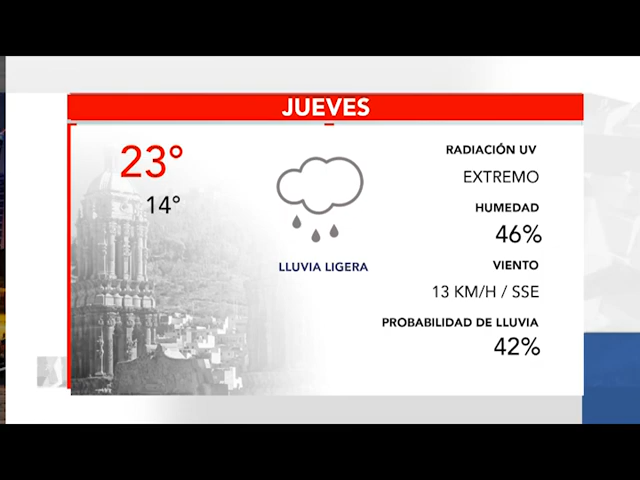 JUEVES
23°
14°
LLUVIA LIGERA
RADIACIÓN UV
EXTREMO
HUMEDAD
46%
VIENTO
13 KM/H / SSE
PROBABILIDAD DE LLUVIA
42%